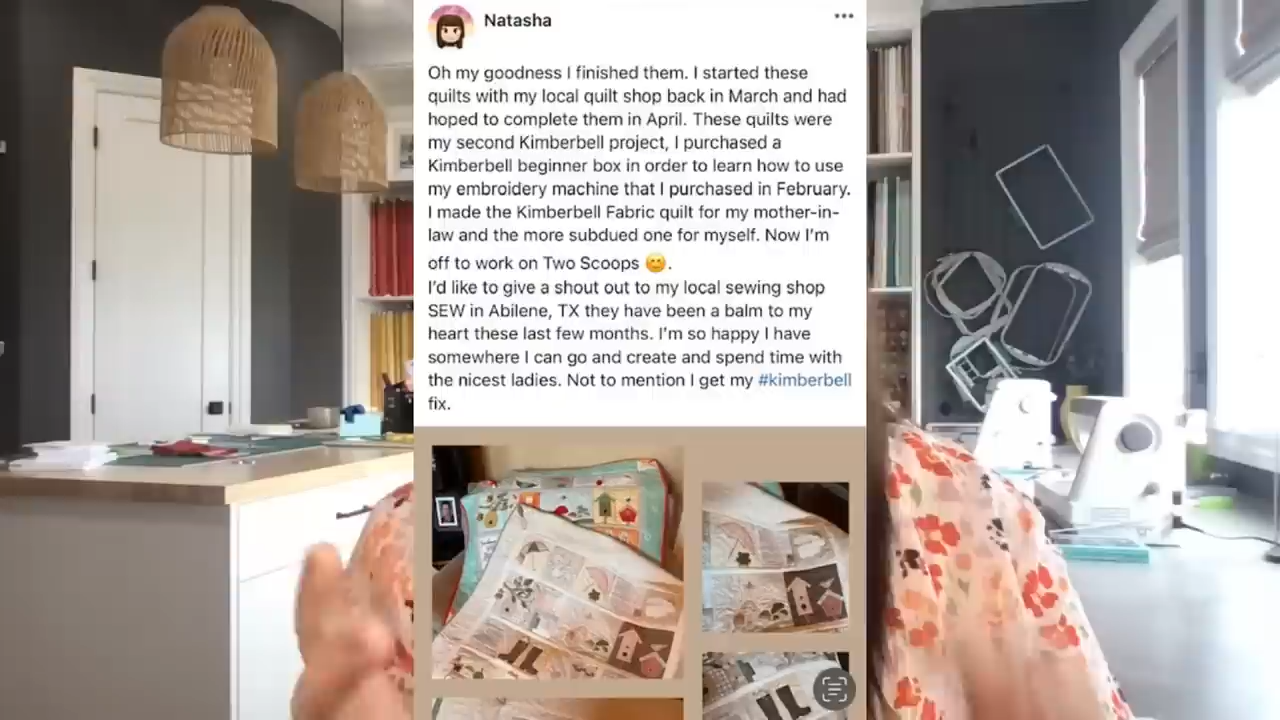 Natasha
Oh my goodness I finished them. I started these
quilts with my local quilt shop back in March and had
hoped to complete them in April. These quilts were
my second Kimberbell project, I purchased a
Kimberbell beginner box in order to learn how to use
my embroidery machine that I purchased in February.
I made the Kimberbell Fabric quilt for my mother-in-
law and the more subdued one for myself. Now I'm
off to work on Two Scoops 😊.
I'd like to give a shout out to my local sewing shop
SEW in Abilene, TX they have been a balm to my
heart these last few months. I'm so happy I have
somewhere I can go and create and spend time with
the nicest ladies. Not to mention I get my #kimberbell
fix.